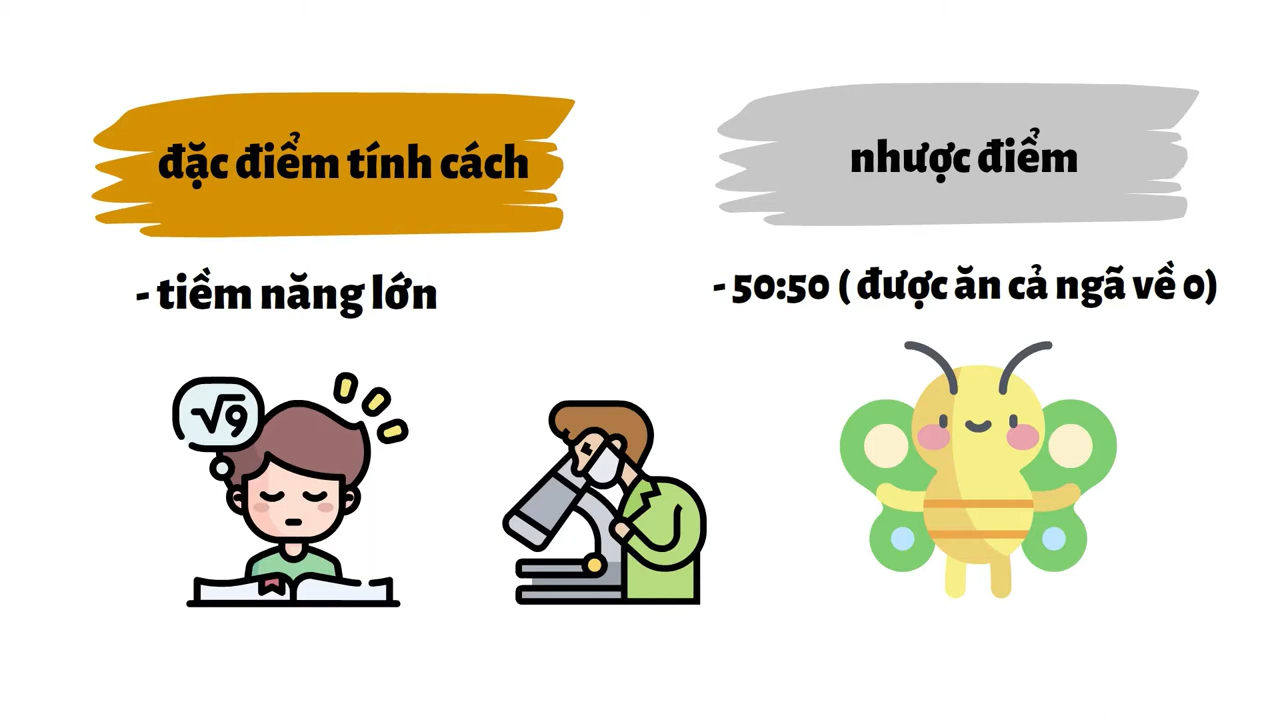 đặc điểm tính cách
- tiềm năng lớn
√9
nhược điểm
- 50:50 ( được ăn cả ngã về 0)